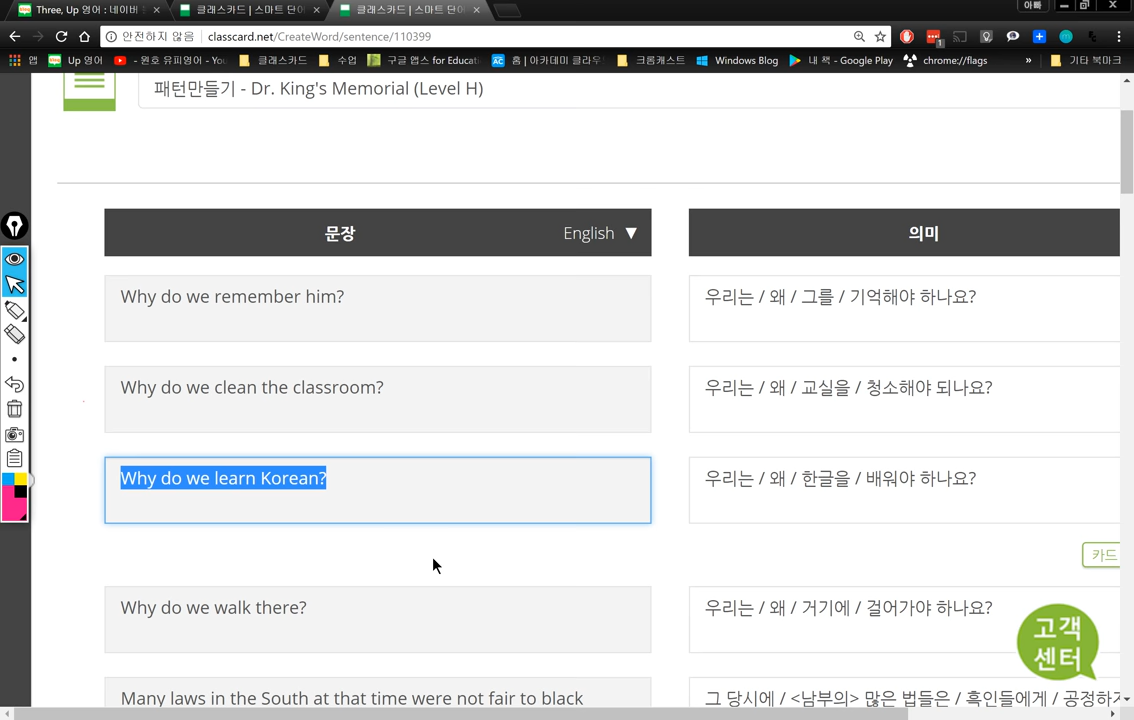 Three, Up 영어 : 네이버
클래스카드 | 스마트 단어
클래스카드 | 스마트 단어
아빠
안전하지 않음 classcard.net/CreateWord/sentence/110399
앱 Up 영어 - 원호 유피영어 - You 클래스카드 수업 구글 앱스 for Educati 홈 | 아카데미 클라우 크롬캐스트 Windows Blog 내 책 - Google Play chrome://flags » 기타 북마크
패턴만들기 - Dr. King's Memorial (Level H)
문장 English ▼ 의미
Why do we remember him? 우리는 / 왜 / 그를 / 기억해야 하나요?
Why do we clean the classroom? 우리는 / 왜 / 교실을 / 청소해야 되나요?
Why do we learn Korean? 우리는 / 왜 / 한글을 / 배워야 하나요?
카드
Why do we walk there? 우리는 / 왜 / 거기에 / 걸어가야 하나요?
고객
센터
Many laws in the South at that time were not fair to black 그 당시에 / <남부의> 많은 법들은 / 흑인들에게 / 공정하지